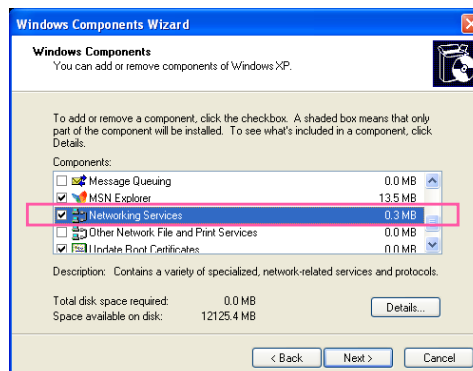 Windows Components Wizard
Windows Components
You can add or remove components of Windows XP.
To add or remove a component, click the checkbox. A shaded box means that only
part of the component will be installed. To see what's included in a component, click
Details.
Components:
Message Queuing 0.0 MB
MSN Explorer 13.5 MB
Networking Services 0.3 MB
Other Network File and Print Services 0.0 MB
Update Root Certificates 0.0 MB
Description: Contains a variety of specialized, network-related services and protocols.
Total disk space required: 0.0 MB
Space available on disk: 12125.4 MB
Details...
< Back Next > Cancel